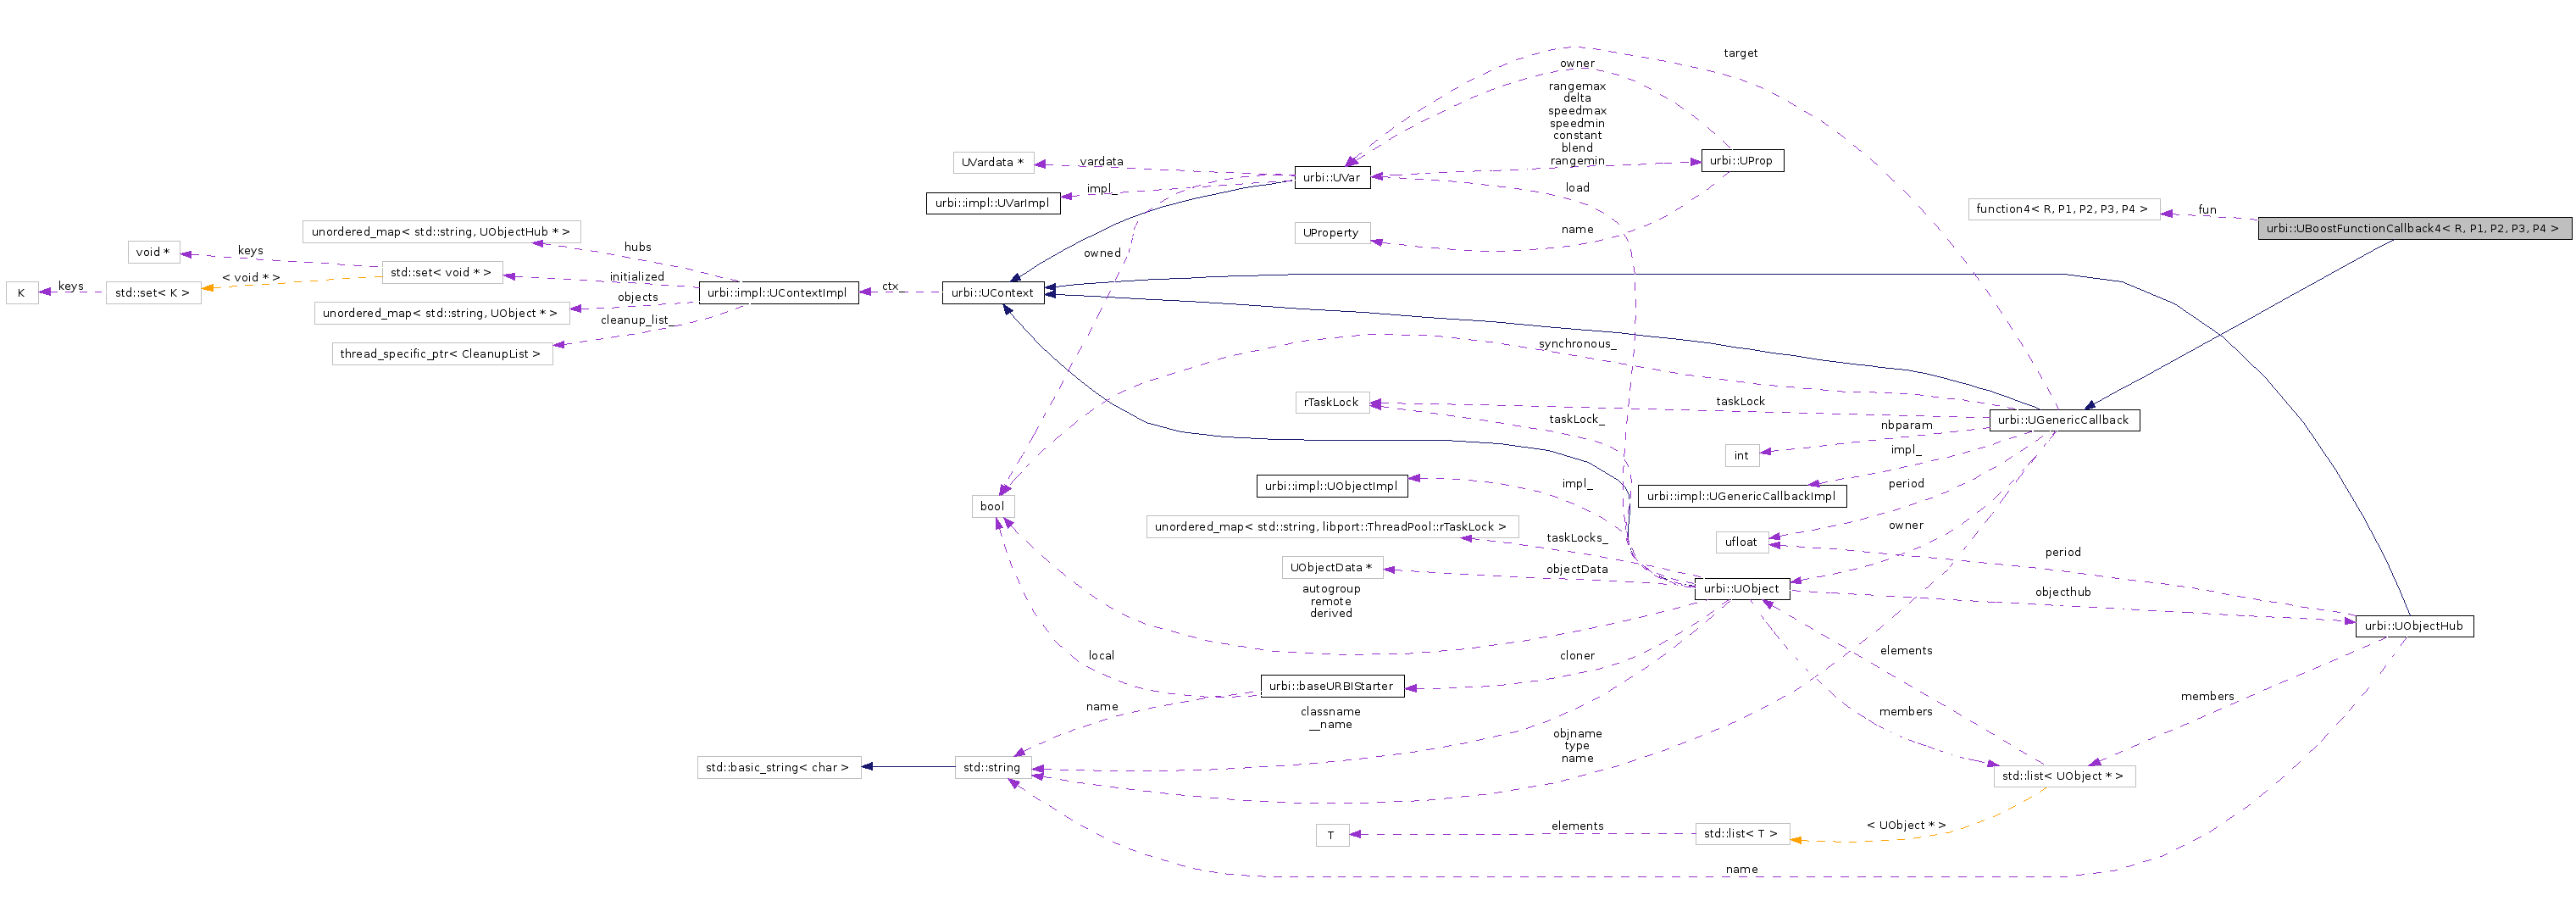 target
owner
rangemax
delta
speedmax
speedmin
constant
blend
rangemin
UVardata *
vardata
urbi::UVar
urbi::UProp
impl_
urbi::impl::UVarImpl
load
function4< R, P1, P2, P3, P4 >
fun
urbi::UBoostFunctionCallback4< R, P1, P2, P3, P4 >
unordered_map< std::string, UObjectHub * >
UProperty
name
void *
keys
hubs
owned
std::set< void * >
< void * >
initialized
K
keys
std::set< K >
urbi::impl::UContextImpl
ctx_
urbi::UContext
objects
unordered_map< std::string, UObject * >
cleanup_list_
thread_specific_ptr< CleanupList >
synchronous_
rTaskLock
taskLock
taskLock_
urbi::UGenericCallback
nbparam
int
impl_
urbi::impl::UObjectImpl
impl_
urbi::impl::UGenericCallbackImpl
period
bool
unordered_map< std::string, libport::ThreadPool::rTaskLock >
taskLocks_
owner
ufloat
period
UObjectData *
objectData
urbi::UObject
objecthub
autogroup
remote
derived
urbi::UObjectHub
local
cloner
elements
urbi::baseURBIStarter
members
name
classname
__name
members
objname
type
name
std::basic_string< char >
std::string
std::list< UObject * >
T
elements
std::list< T >
< UObject * >
name